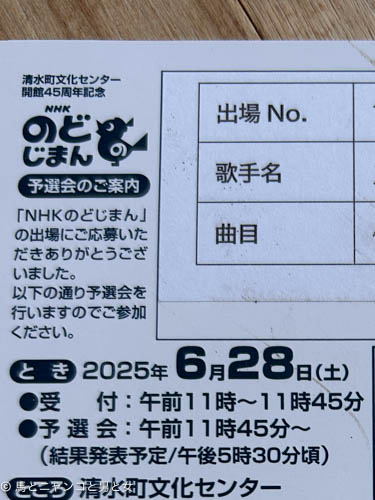 清水町文化センター
開館45周年記念
NHK
のど
じまん
予選会のご案内
「NHKのどじまん」
の出場にご応募いた
だきありがとうござ
いました。
以下の通り予選会を
行いますのでご参加
ください。
出場 No.
歌手名
曲目
とき 2025年 6月28日(土)
●受 付:午前11時〜11時45分
●予 選 会:午前11時45分〜
(結果発表予定/午後5時30分頃)
清水町文化センター